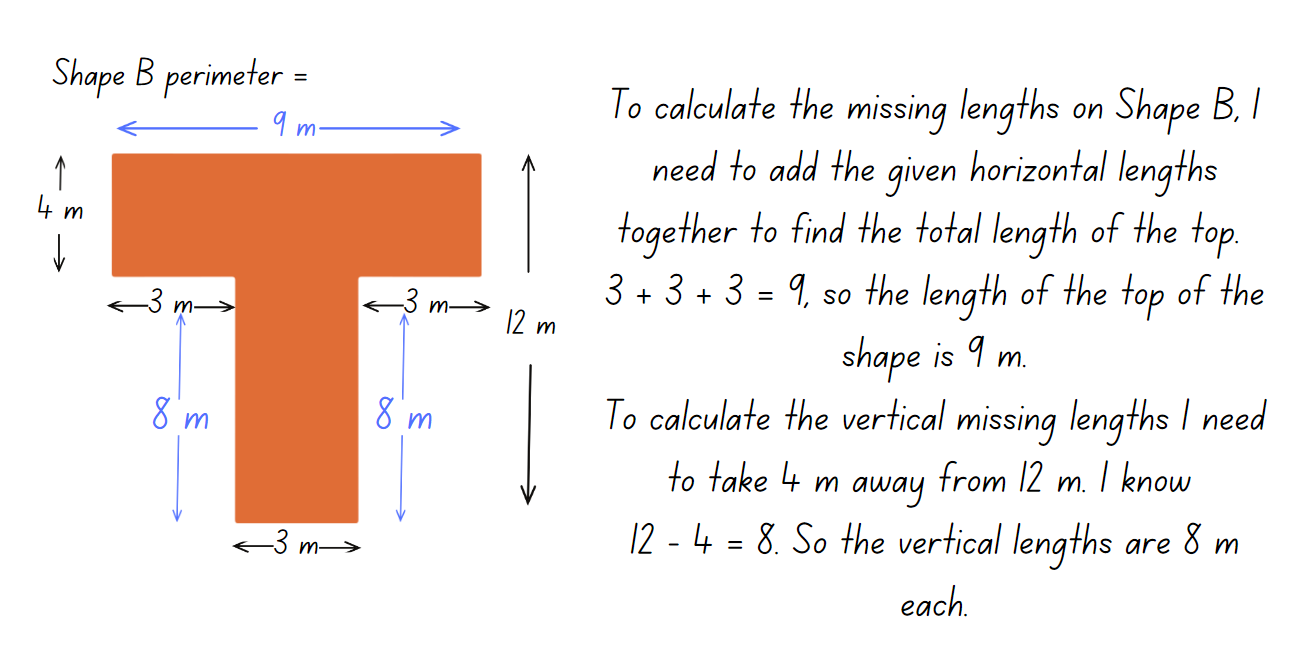 Shape B perimeter =
9 m
4 m
3 m
3 m
12 m
8 m
8 m
3 m
To calculate the missing lengths on Shape B, I
need to add the given horizontal lengths
together to find the total length of the top.
3 + 3 + 3 = 9, so the length of the top of the
shape is 9 m.
To calculate the vertical missing lengths I need
to take 4 m away from 12 m. I know
12 - 4 = 8. So the vertical lengths are 8 m
each.